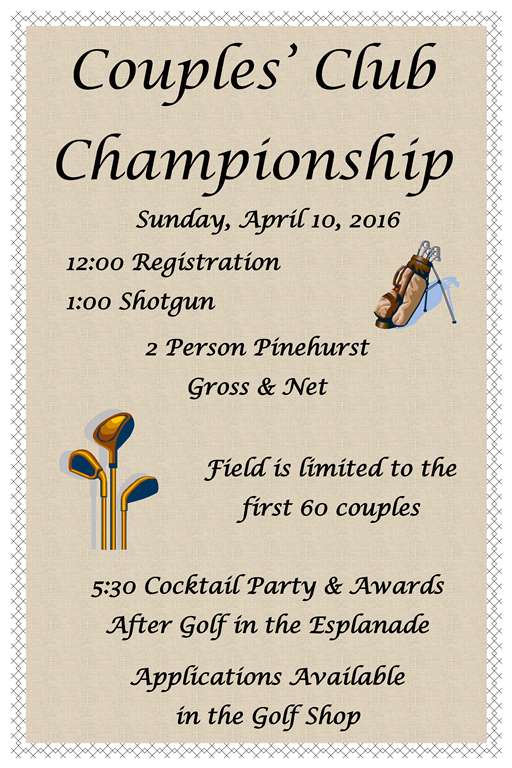 Couples’ Club
Championship
Sunday, April 10, 2016
12:00 Registration
1:00 Shotgun
2 Person Pinehurst
Gross & Net
Field is limited to the
first 60 couples
5:30 Cocktail Party & Awards
After Golf in the Esplanade
Applications Available
in the Golf Shop